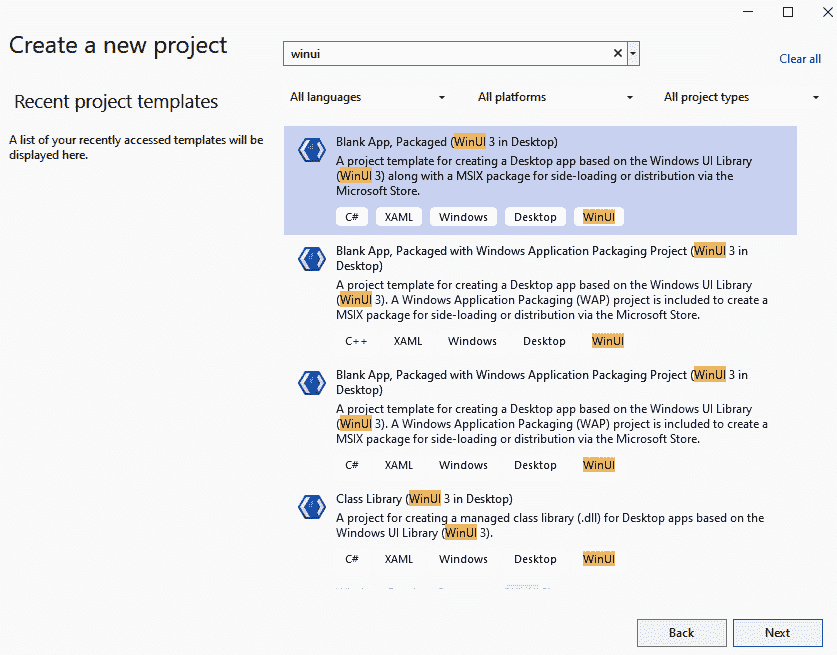 Create a new project
winui
Clear all
Recent project templates
All languages
All platforms
All project types
A list of your recently accessed templates will be
displayed here.
Blank App, Packaged (WinUI 3 in Desktop)
A project template for creating a Desktop app based on the Windows UI Library
(WinUI 3) along with a MSIX package for side-loading or distribution via the
Microsoft Store.
C# XAML Windows Desktop WinUI
Blank App, Packaged with Windows Application Packaging Project (WinUI 3 in
Desktop)
A project template for creating a Desktop app based on the Windows UI Library
(WinUI 3). A Windows Application Packaging (WAP) project is included to create a
MSIX package for side-loading or distribution via the Microsoft Store.
C++ XAML Windows Desktop WinUI
Blank App, Packaged with Windows Application Packaging Project (WinUI 3 in
Desktop)
A project template for creating a Desktop app based on the Windows UI Library
(WinUI 3). A Windows Application Packaging (WAP) project is included to create a
MSIX package for side-loading or distribution via the Microsoft Store.
C# XAML Windows Desktop WinUI
Class Library (WinUI 3 in Desktop)
A project for creating a managed class library (.dll) for Desktop apps based on the
Windows UI Library (WinUI 3).
C# XAML Windows Desktop WinUI
Back
Next